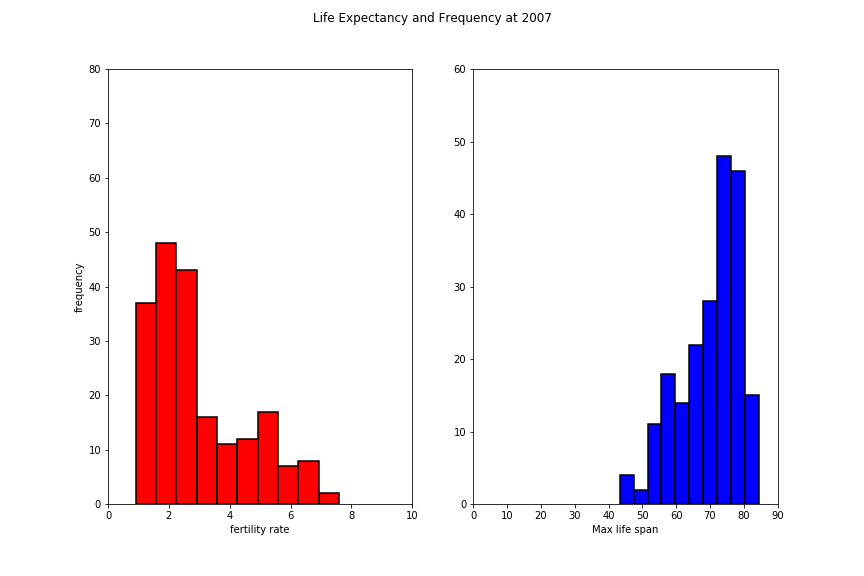 Life Expectancy and Frequency at 2007
80
70
60
50
40
30
20
10
0
frequency
0 2 4 6 8 10
fertility rate
60
50
40
30
20
10
0
0 10 20 30 40 50 60 70 80 90
Max life span